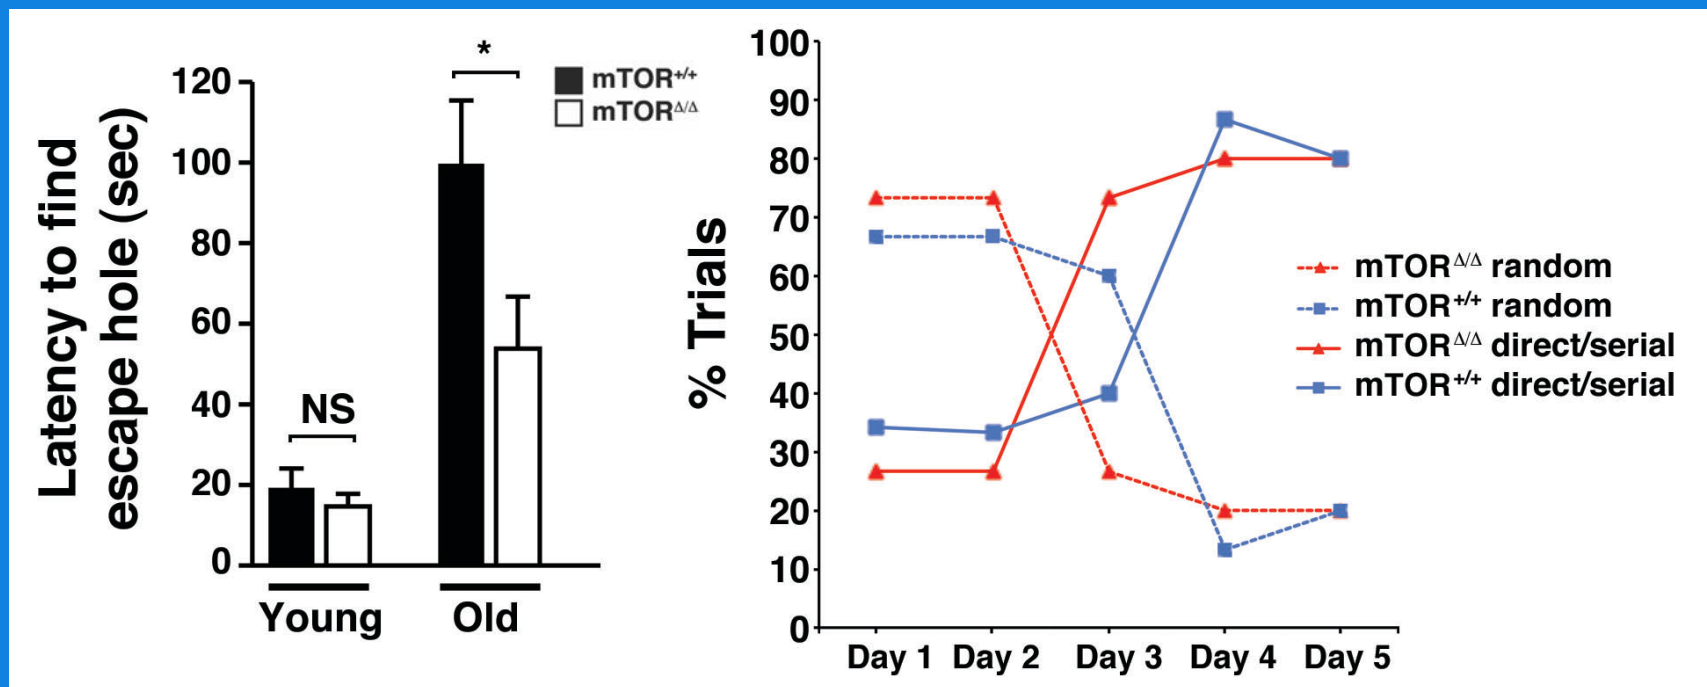 Latency to find
escape hole (sec)
120
100
80
60
40
20
0
NS
*
mTOR+/+
mTORΔ/Δ
Young
Old
% Trials
100
90
80
70
60
50
40
30
20
10
0
Day 1
Day 2
Day 3
Day 4
Day 5
mTORΔ/Δ random
mTOR+/+ random
mTORΔ/Δ direct/serial
mTOR+/+ direct/serial